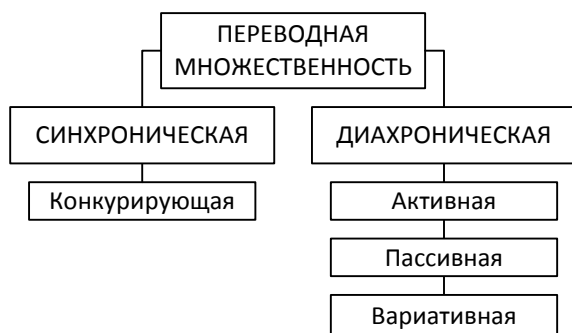 ПЕРЕВОДНАЯ
МНОЖЕСТВЕННОСТЬ
СИНХРОНИЧЕСКАЯ
ДИАХРОНИЧЕСКАЯ
Конкурирующая
Активная
Пассивная
Вариативная